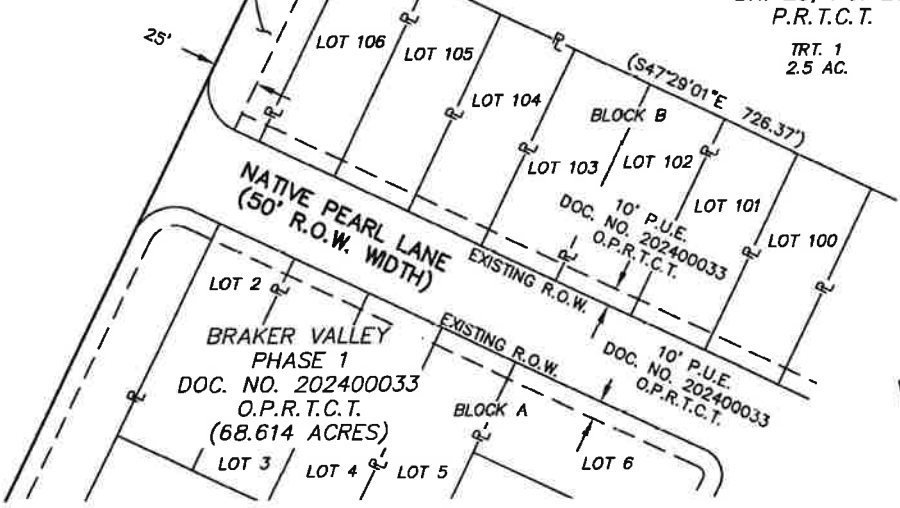 P.R.T.C.T.
TRT. 1
2.5 AC.
25'
LOT 106
LOT 105
LOT 104
LOT 103
BLOCK B
(S47°29'01"E 726.37')
LOT 102
LOT 101
LOT 100
10' P.U.E.
DOC. NO. 202400033
O.P.R.T.C.T.
NATIVE PEARL LANE
(50' R.O.W. WIDTH)
EXISTING R.O.W.
EXISTING R.O.W.
10' P.U.E.
DOC. NO. 202400033
O.P.R.T.C.T.
LOT 2
BRAKER VALLEY
PHASE 1
DOC. NO. 202400033
O.P.R.T.C.T.
(68.614 ACRES)
BLOCK A
LOT 3
LOT 4
LOT 5
LOT 6